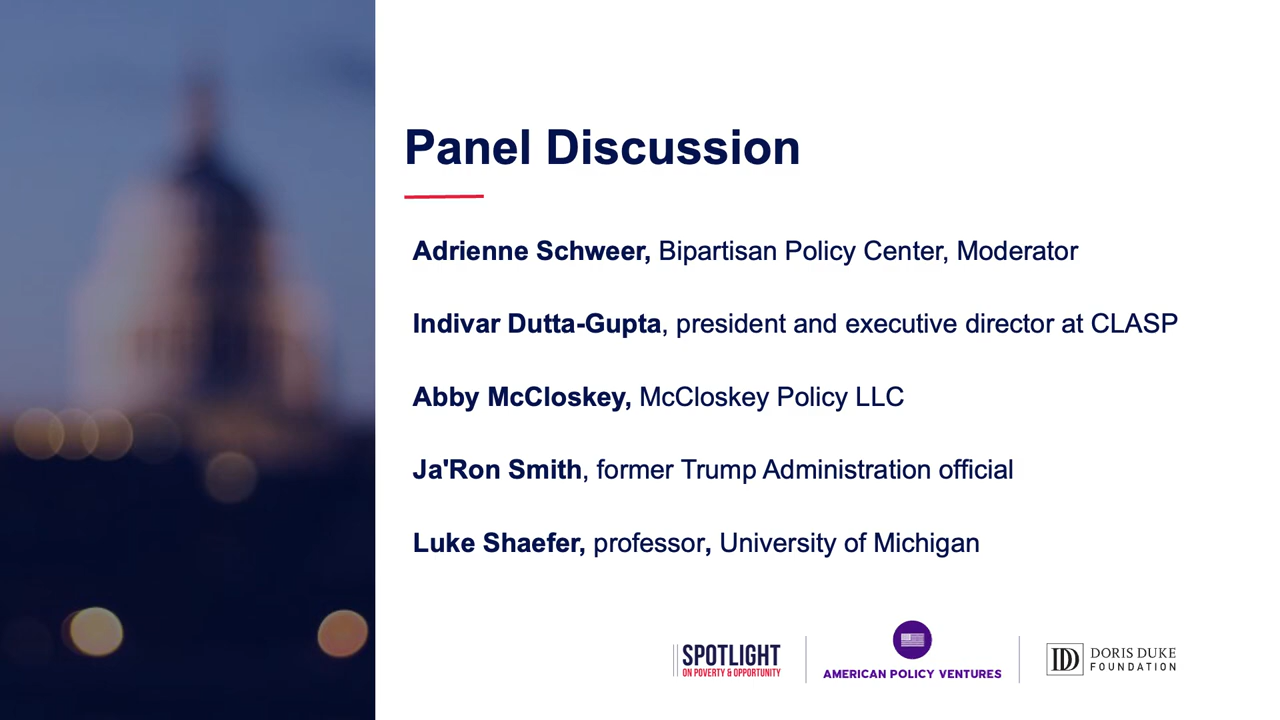 Panel Discussion
Adrienne Schweer, Bipartisan Policy Center, Moderator
Indivar Dutta-Gupta, president and executive director at CLASP
Abby McCloskey, McCloskey Policy LLC
Ja'Ron Smith, former Trump Administration official
Luke Shaefer, professor, University of Michigan
SPOTLIGHT
ON POVERTY & OPPORTUNITY
AMERICAN POLICY VENTURES
DD
DORIS DUKE
FOUNDATION